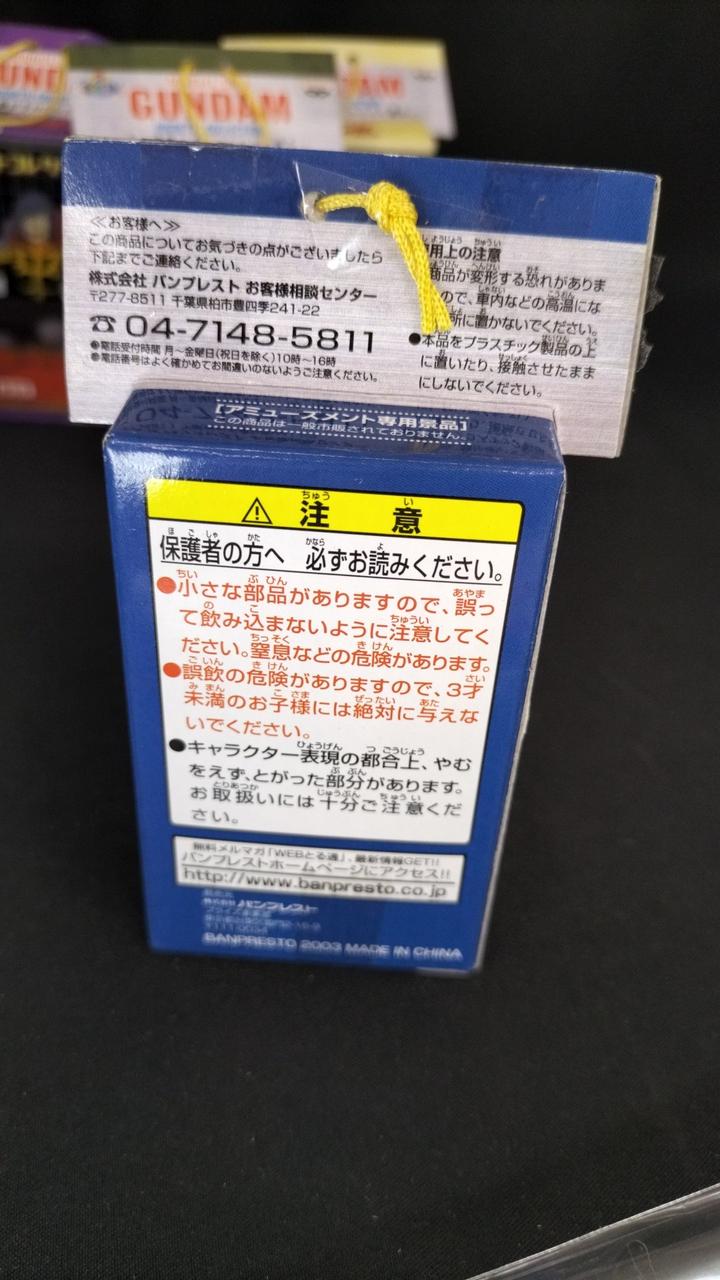 GUNDAM
≪お客様へ≫
この商品についてお気づきの点がございましたら
下記までご連絡ください。
株式会社 バンプレスト お客様相談センター
〒277-8511 千葉県柏市豊四季241-22
☎ 04-7148-5811
●電話受付時間 月〜金曜日(祝日を除く)10時〜16時
●電話番号はよく確かめてお間違いのないようご注意ください。
用上の注意
商品が変形する恐れがありま
ので、車内などの高温にな
所に置かないでください。
●本品をプラスチック製品の上
に置いたり、接触させたまま
にしないでください。
[アミューズメント専用景品]
この商品は一般市販されておりません。
⚠ 注意
保護者の方へ 必ずお読みください。
●小さな部品がありますので、誤っ
て飲み込まないように注意してく
ださい。窒息などの危険があります。
●誤飲の危険がありますので、3才
未満のお子様には絶対に与えな
いでください。
●キャラクター表現の都合上、やむ
をえず、とがった部分があります。
お取扱いには十分ご注意くだ
さい。
無料メルマガ「WEBとる通」、最新情報GET!!
バンプレストホームページにアクセス!!
http://www.banpresto.co.jp
株式会社 バンプレスト
BANPRESTO 2003 MADE IN CHINA